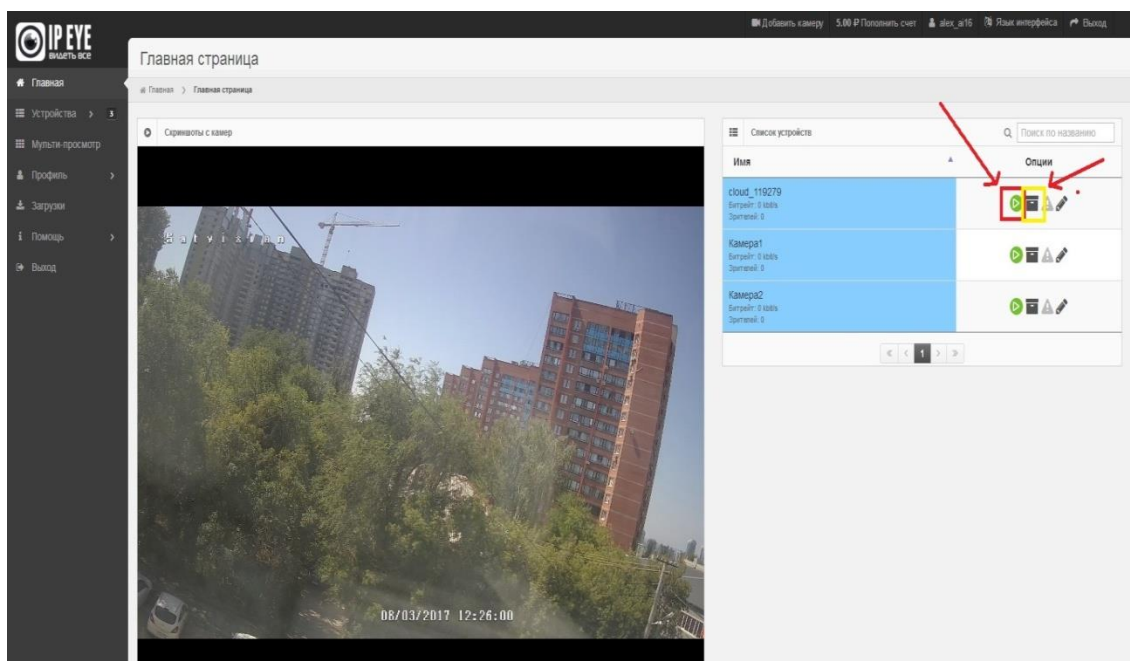 IP EYE
ВИДЕТЬ ВСЕ
Добавить камеру 5.00 ₽ Пополнить счет alex_ai16 Язык интерфейса Выход
Главная
Устройства 3
Мульти-просмотр
Профиль
Загрузки
Помощь
Выход
Главная страница
Главная > Главная страница
Скриншоты с камер
Satvision
08/03/2017 12:26:00
Список устройств
Поиск по названию
Имя Опции
cloud_119279
Битрейт: 0 kbit/s
Зрителей: 0
Камера1
Битрейт: 0 kbit/s
Зрителей: 0
Камера2
Битрейт: 0 kbit/s
Зрителей: 0
« < 1 > »